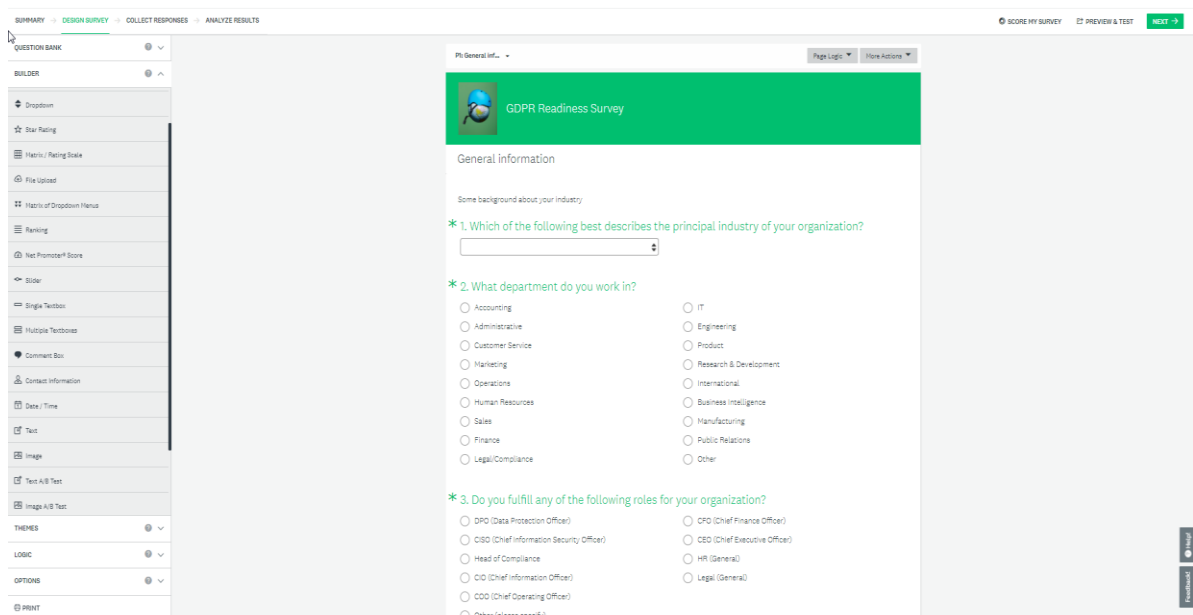 SUMMARY → DESIGN SURVEY → COLLECT RESPONSES → ANALYZE RESULTS
SCORE MY SURVEY
PREVIEW & TEST
NEXT →
QUESTION BANK
BUILDER
Dropdown
Star Rating
Matrix / Rating Scale
File Upload
Matrix of Dropdown Menus
Ranking
Net Promoter® Score
Slider
Single Textbox
Multiple Textboxes
Comment Box
Contact Information
Date / Time
Text
Image
Text A/B Test
Image A/B Test
THEMES
LOGIC
OPTIONS
PRINT
P1: General inf...
Page Logic
More Actions
GDPR Readiness Survey
General information
Some background about your industry
* 1. Which of the following best describes the principal industry of your organization?
* 2. What department do you work in?
Accounting
Administrative
Customer Service
Marketing
Operations
Human Resources
Sales
Finance
Legal/Compliance
IT
Engineering
Product
Research & Development
International
Business Intelligence
Manufacturing
Public Relations
Other
* 3. Do you fulfill any of the following roles for your organization?
DPO (Data Protection Officer)
CISO (Chief Information Security Officer)
Head of Compliance
CIO (Chief Information Officer)
COO (Chief Operating Officer)
Other (please specify)
CFO (Chief Finance Officer)
CEO (Chief Executive Officer)
HR (General)
Legal (General)
Help!
Feedback!